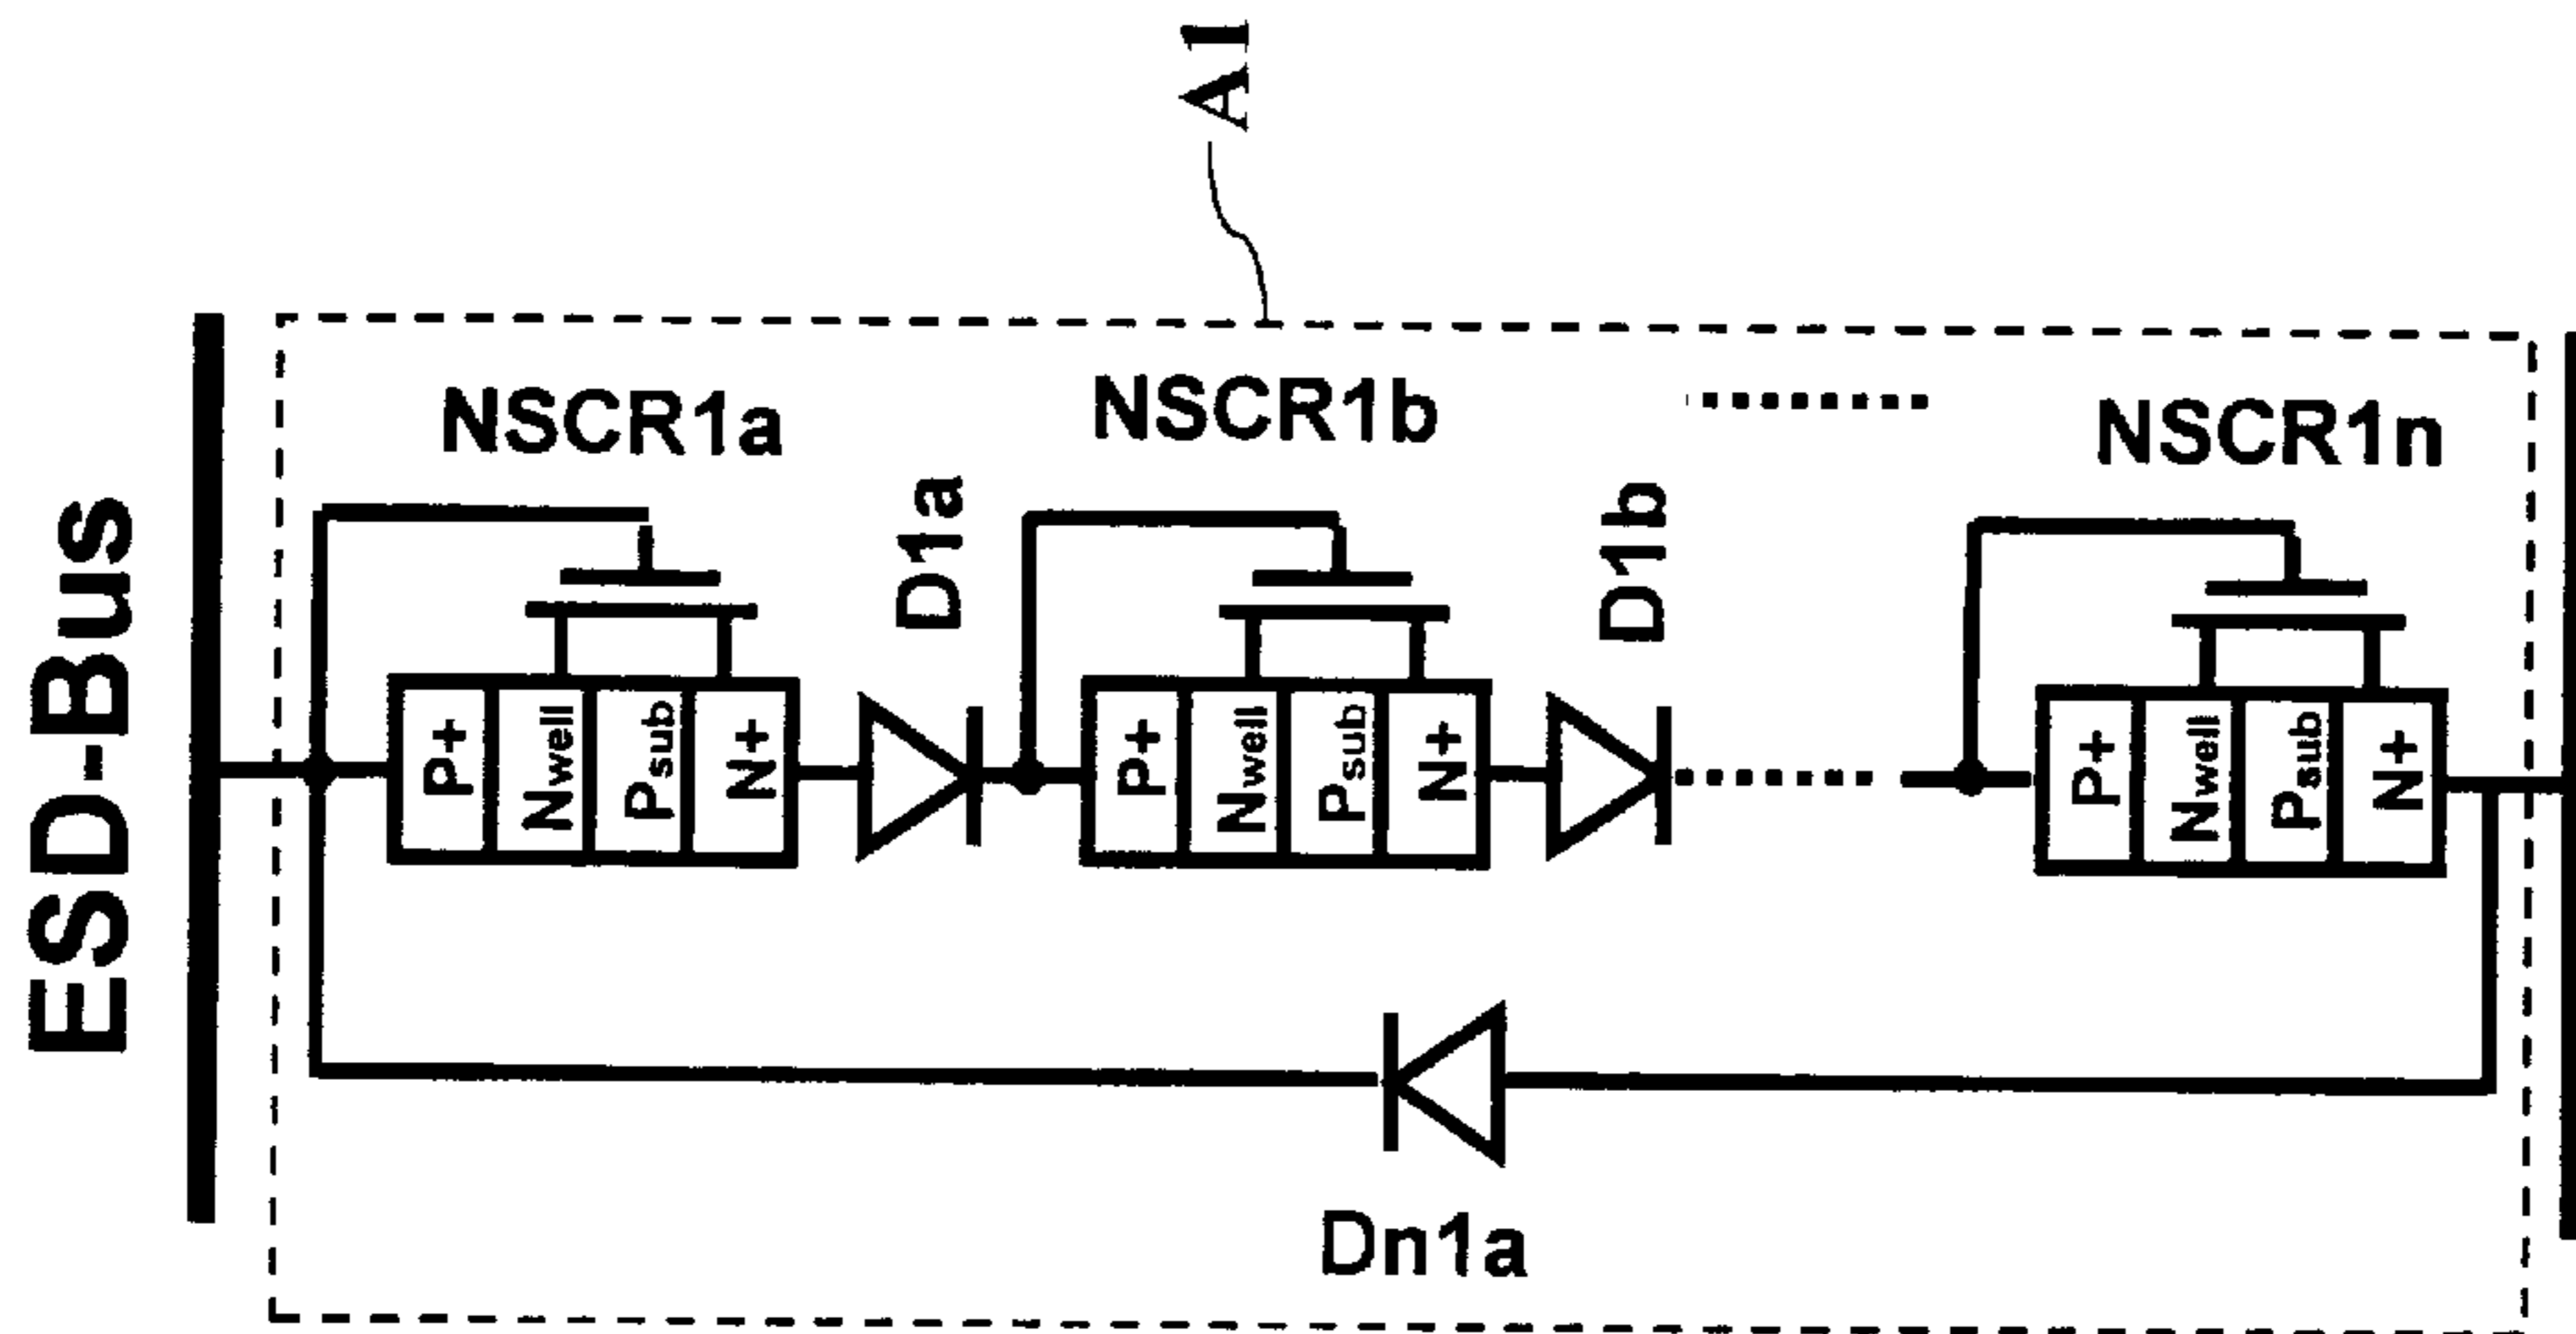 A1
ESD-Bus
NSCR1a
NSCR1b
NSCR1n
D1a
D1b
P+
Nwell
Psub
N+
P+
Nwell
Psub
N+
P+
Nwell
Psub
N+
Dn1a